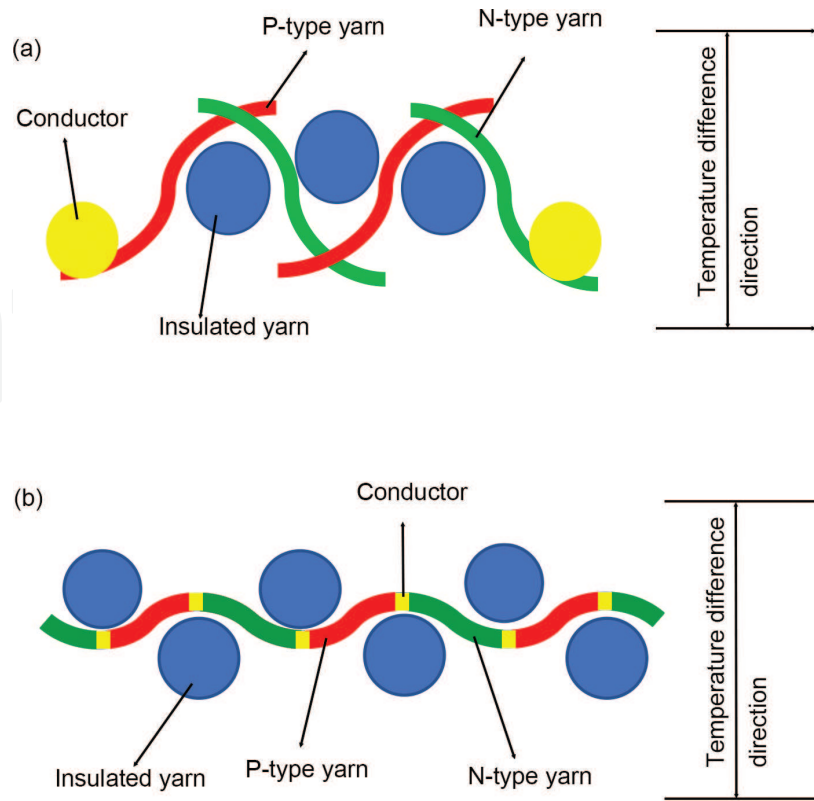 (a)
P-type yarn
N-type yarn
Conductor
Insulated yarn
Temperature difference
direction
(b)
Conductor
Insulated yarn
P-type yarn
N-type yarn
Temperature difference
direction